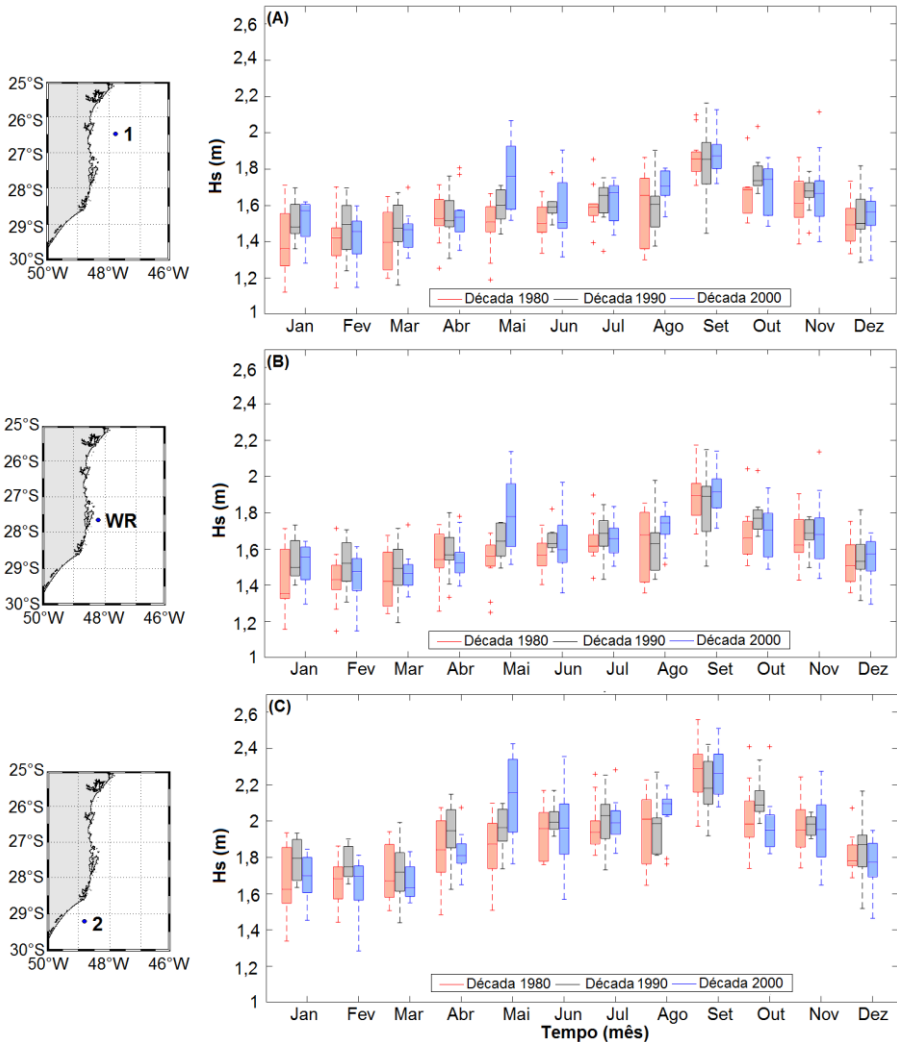 (A)
2,6
2,4
2,2
2
1,8
1,6
1,4
1,2
1
Hs (m)
Década 1980 Década 1990 Década 2000
Jan Fev Mar Abr Mai Jun Jul Ago Set Out Nov Dez
25°S
26°S
27°S
28°S
29°S
30°S
50°W 48°W 46°W
1
(B)
2,6
2,4
2,2
2
1,8
1,6
1,4
1,2
1
Hs (m)
Década 1980 Década 1990 Década 2000
Jan Fev Mar Abr Mai Jun Jul Ago Set Out Nov Dez
25°S
26°S
27°S
28°S
29°S
30°S
50°W 48°W 46°W
WR
(C)
2,6
2,4
2,2
2
1,8
1,6
1,4
1,2
1
Hs (m)
Década 1980 Década 1990 Década 2000
Jan Fev Mar Abr Mai Jun Jul Ago Set Out Nov Dez
Tempo (mês)
25°S
26°S
27°S
28°S
29°S
30°S
50°W 48°W 46°W
2